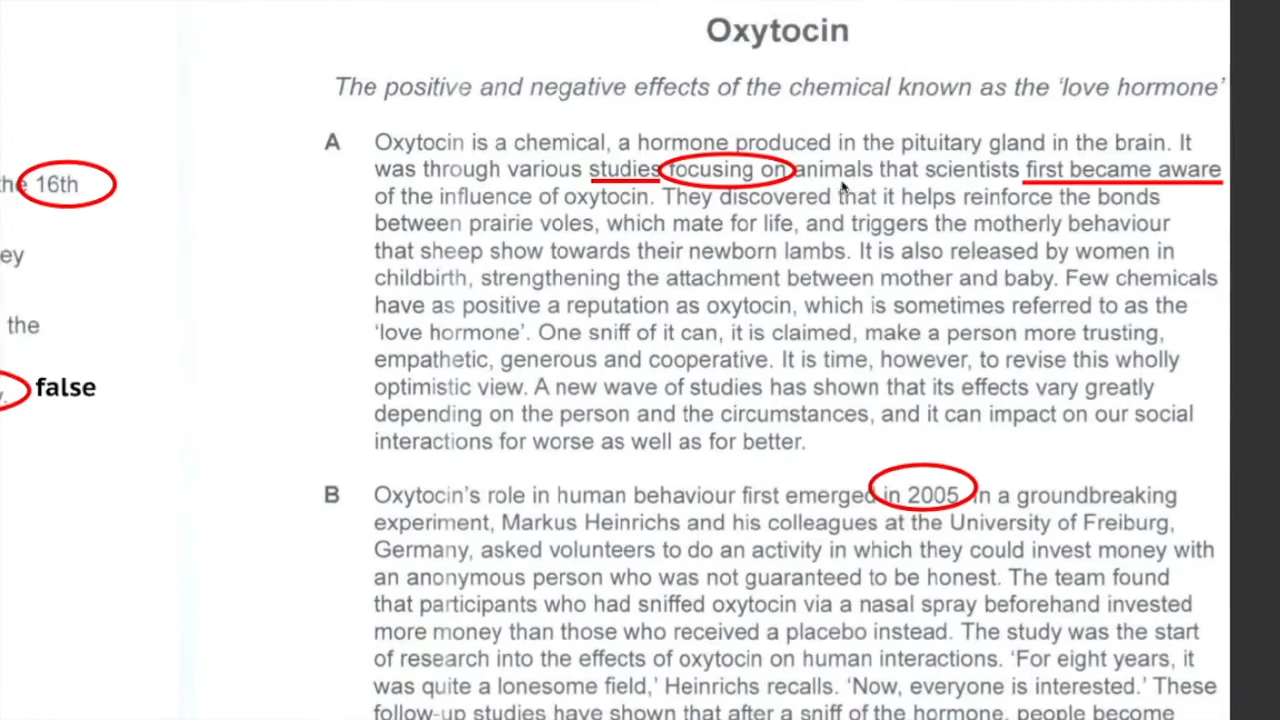 Oxytocin
The positive and negative effects of the chemical known as the ‘love hormone’
the 16th
ey
the
false
A Oxytocin is a chemical, a hormone produced in the pituitary gland in the brain. It
was through various studies focusing on animals that scientists first became aware
of the influence of oxytocin. They discovered that it helps reinforce the bonds
between prairie voles, which mate for life, and triggers the motherly behaviour
that sheep show towards their newborn lambs. It is also released by women in
childbirth, strengthening the attachment between mother and baby. Few chemicals
have as positive a reputation as oxytocin, which is sometimes referred to as the
‘love hormone’. One sniff of it can, it is claimed, make a person more trusting,
empathetic, generous and cooperative. It is time, however, to revise this wholly
optimistic view. A new wave of studies has shown that its effects vary greatly
depending on the person and the circumstances, and it can impact on our social
interactions for worse as well as for better.
B Oxytocin’s role in human behaviour first emerged in 2005. In a groundbreaking
experiment, Markus Heinrichs and his colleagues at the University of Freiburg,
Germany, asked volunteers to do an activity in which they could invest money with
an anonymous person who was not guaranteed to be honest. The team found
that participants who had sniffed oxytocin via a nasal spray beforehand invested
more money than those who received a placebo instead. The study was the start
of research into the effects of oxytocin on human interactions. ‘For eight years, it
was quite a lonesome field,’ Heinrichs recalls. ‘Now, everyone is interested.’ These
follow-up studies have shown that after a sniff of the hormone, people become